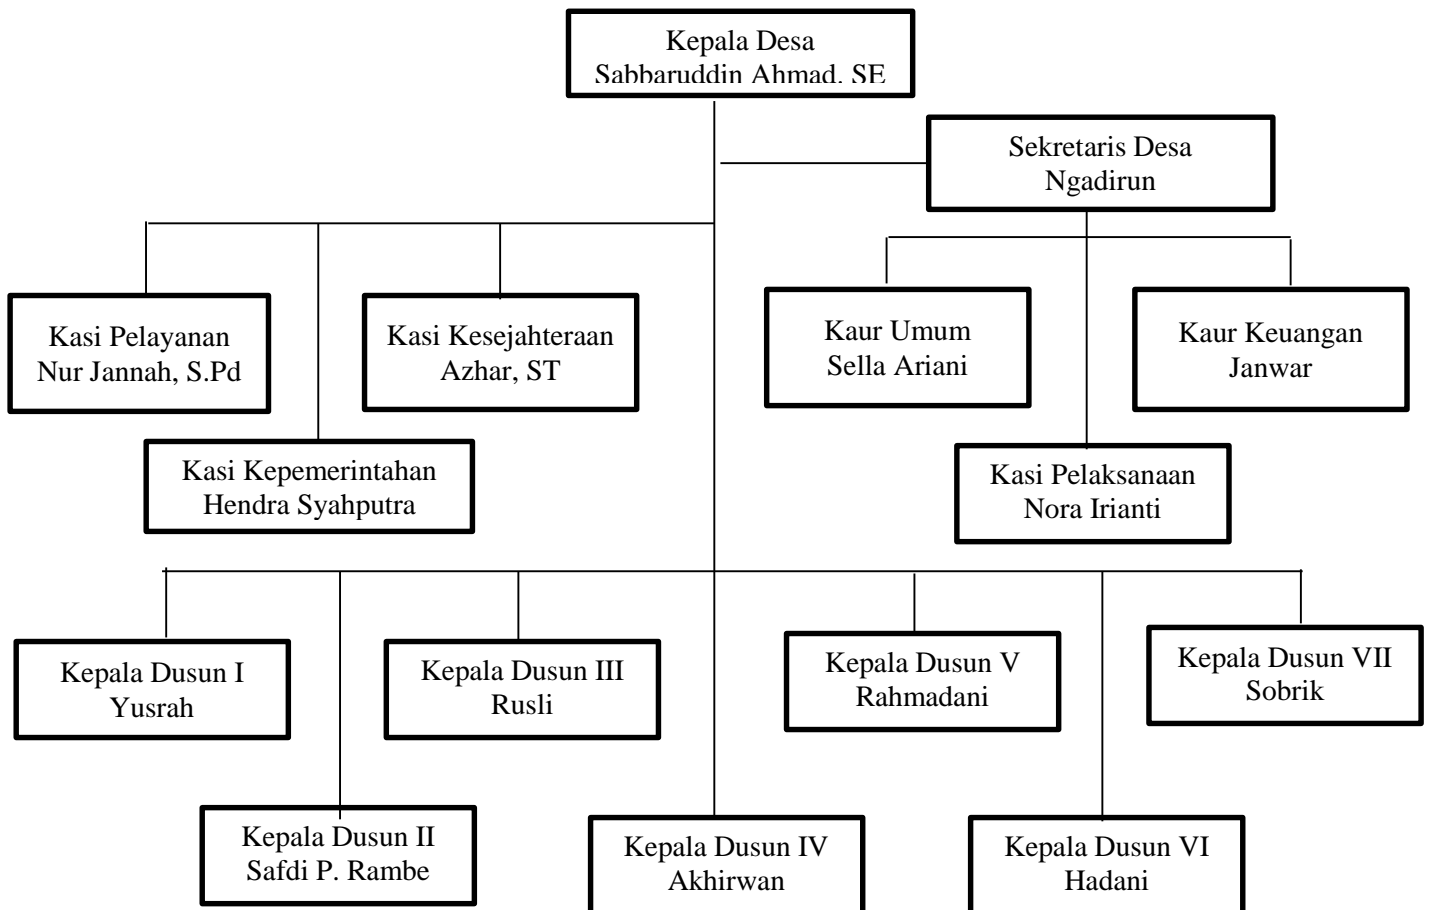 Kepala Desa
Sabbaruddin Ahmad. SE
Sekretaris Desa
Ngadirun
Kasi Pelayanan
Nur Jannah, S.Pd
Kasi Kesejahteraan
Azhar, ST
Kaur Umum
Sella Ariani
Kaur Keuangan
Janwar
Kasi Kepemerintahan
Hendra Syahputra
Kasi Pelaksanaan
Nora Irianti
Kepala Dusun I
Yusrah
Kepala Dusun III
Rusli
Kepala Dusun V
Rahmadani
Kepala Dusun VII
Sobrik
Kepala Dusun II
Safdi P. Rambe
Kepala Dusun IV
Akhirwan
Kepala Dusun VI
Hadani